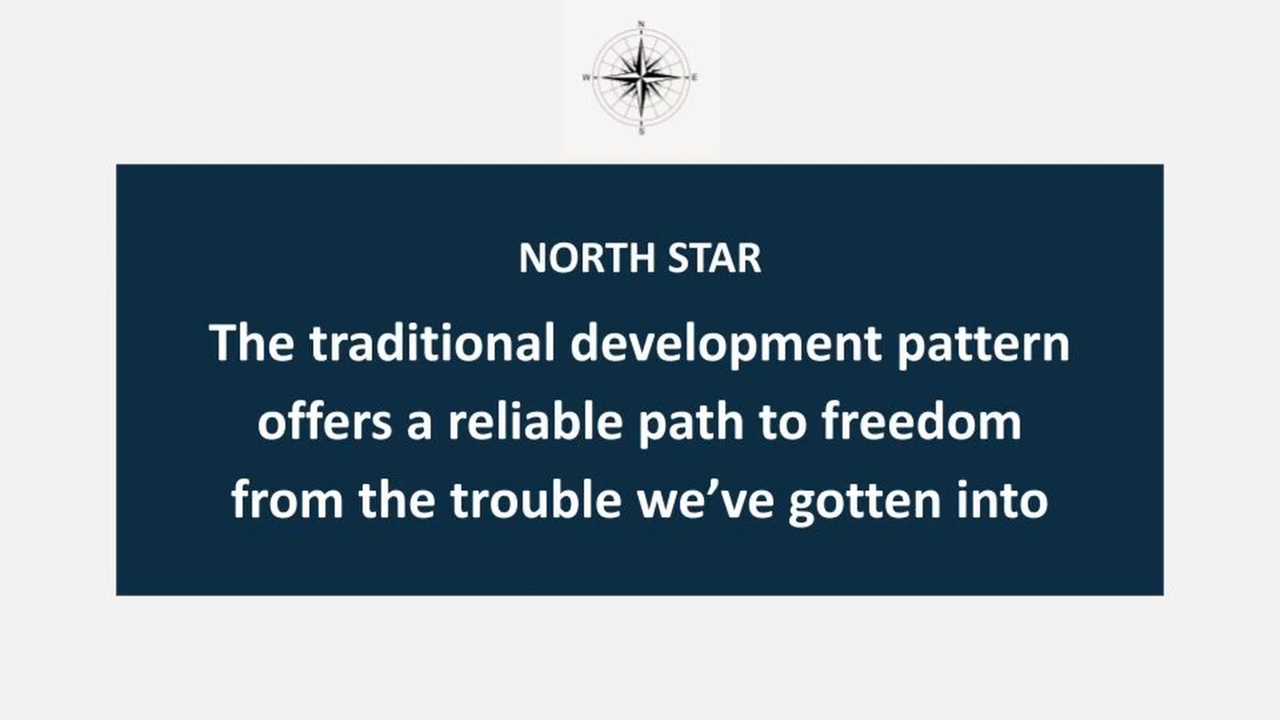 N
W E
S
NORTH STAR
The traditional development pattern
offers a reliable path to freedom
from the trouble we’ve gotten into